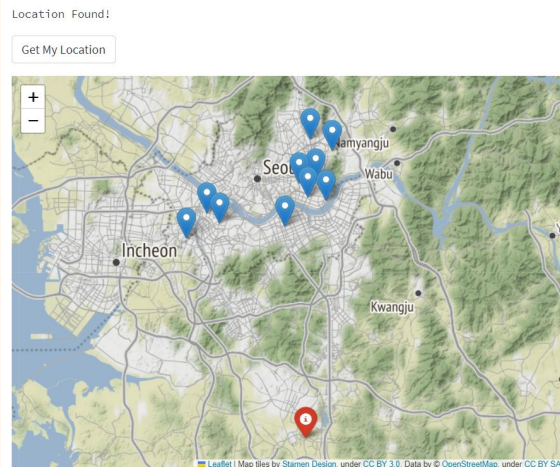 Location Found!
Get My Location
+
−
Namyangju
Seoul
Wabu
Incheon
Kwangju
Leaflet | Map tiles by Stamen Design, under CC BY 3.0. Data by © OpenStreetMap, under CC BY SA